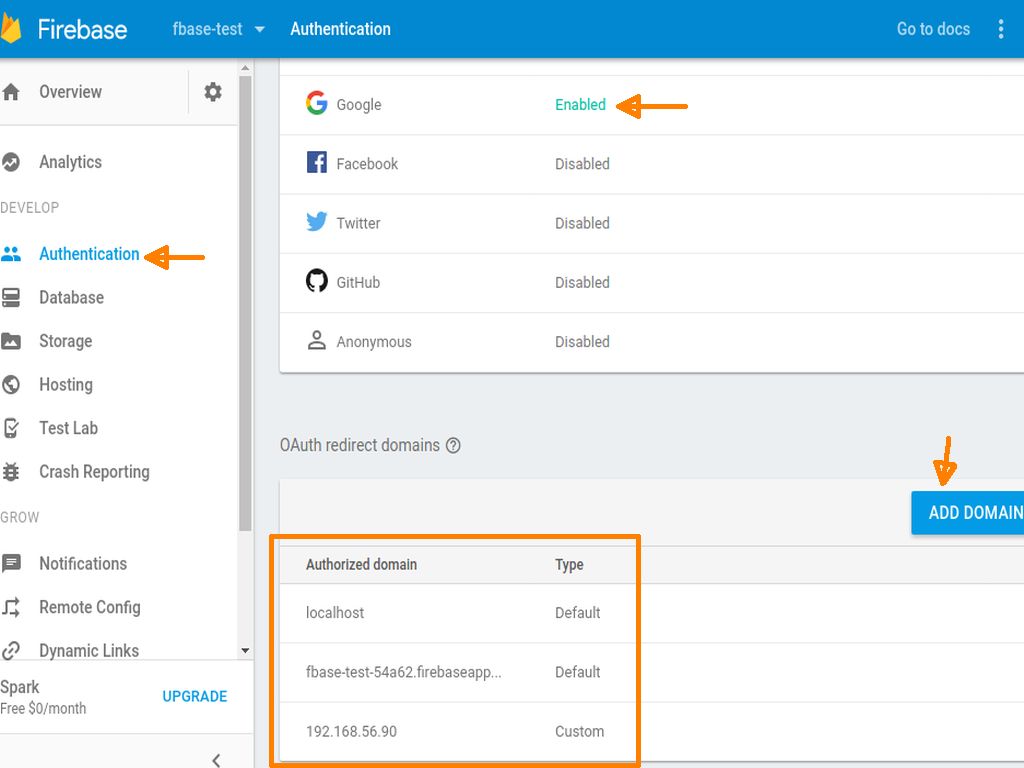 Firebase fbase-test Authentication Go to docs
Overview
Analytics
DEVELOP
Authentication
Database
Storage
Hosting
Test Lab
Crash Reporting
GROW
Notifications
Remote Config
Dynamic Links
Spark
Free $0/month
UPGRADE
Google Enabled
Facebook Disabled
Twitter Disabled
GitHub Disabled
Anonymous Disabled
OAuth redirect domains
ADD DOMAIN
Authorized domain Type
localhost Default
fbase-test-54a62.firebaseapp... Default
192.168.56.90 Custom